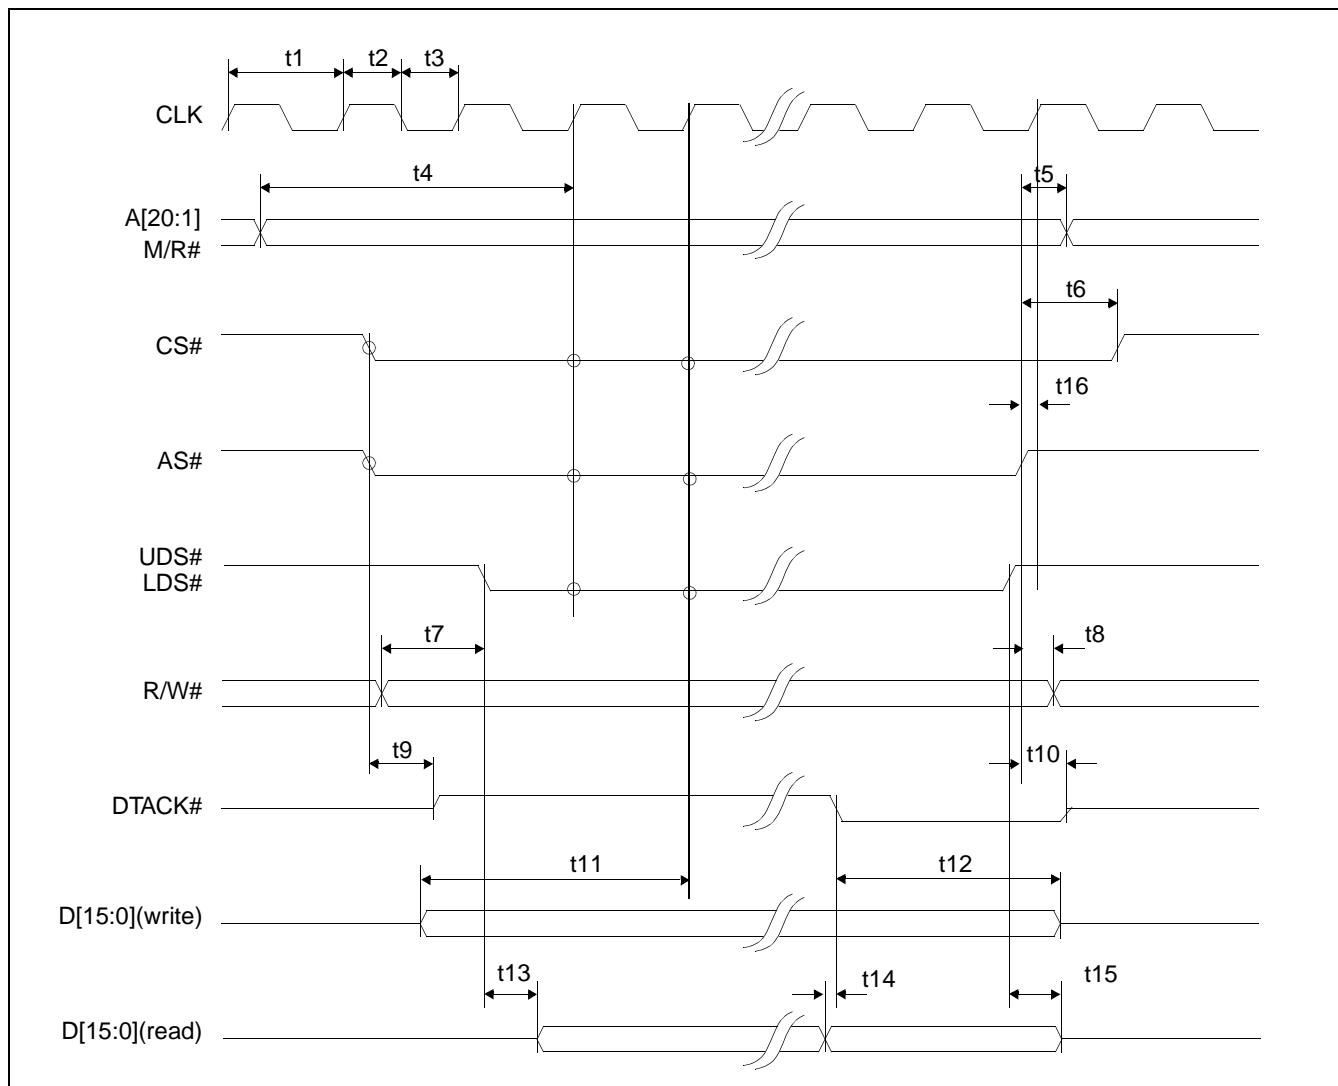 t1 t2 t3
CLK
t4 t5
A[20:1]
M/R#
t6
CS#
t16
AS#
UDS#
LDS#
t7 t8
R/W#
t9 t10
DTACK#
t11 t12
D[15:0](write)
t13 t14 t15
D[15:0](read)